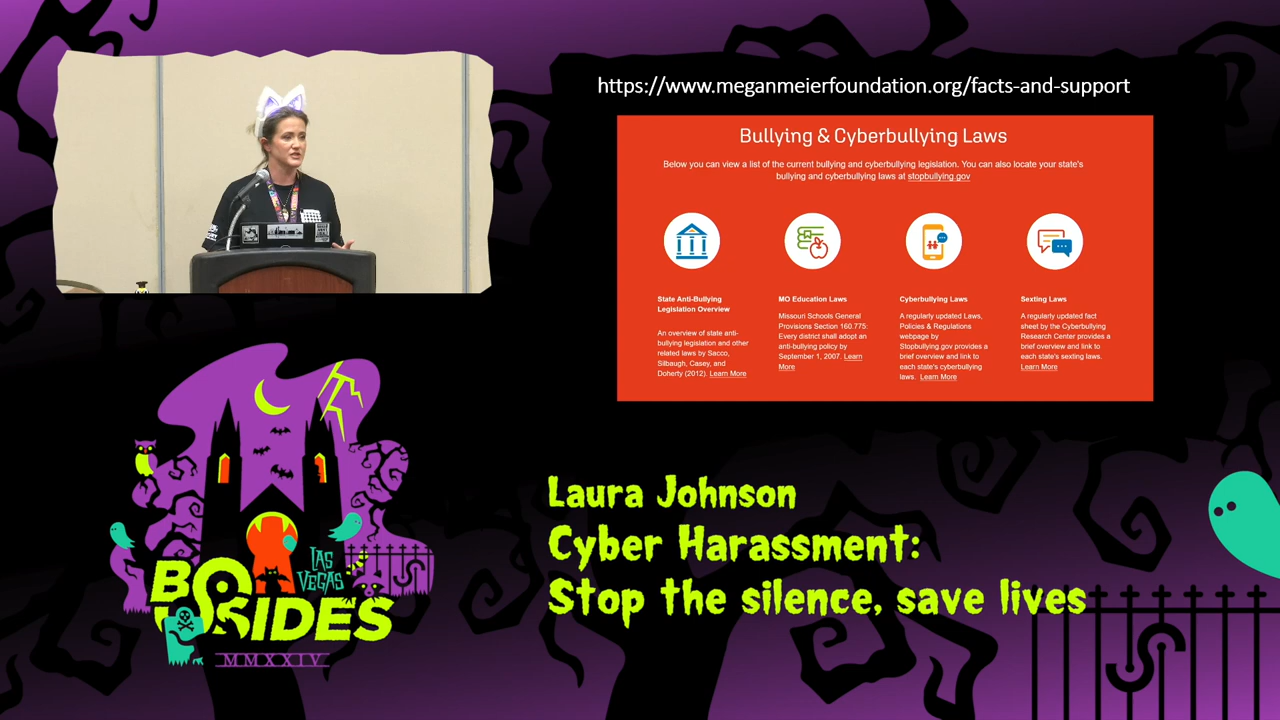 https://www.meganmeierfoundation.org/facts-and-support
Bullying & Cyberbullying Laws
Below you can view a list of the current bullying and cyberbullying legislation. You can also locate your state's
bullying and cyberbullying laws at stopbullying.gov
State Anti-Bullying
Legislation Overview
An overview of state anti-
bullying legislation and other
related laws by Sacco,
Silbaugh, Casey, and
Doherty (2012). Learn More
MO Education Laws
Missouri Schools General
Provisions Section 160.775:
Every district shall adopt an
anti-bullying policy by
September 1, 2007. Learn
More
Cyberbullying Laws
A regularly updated Laws,
Policies & Regulations
webpage by
Stopbullying.gov provides a
brief overview and link to
each state's cyberbullying
laws. Learn More
Sexting Laws
A regularly updated fact
sheet by the Cyberbullying
Research Center provides a
brief overview and link to
each state's sexting laws.
Learn More
Laura Johnson
Cyber Harassment:
Stop the silence, save lives
LAS
VEGAS
BSIDES
MMXXIV